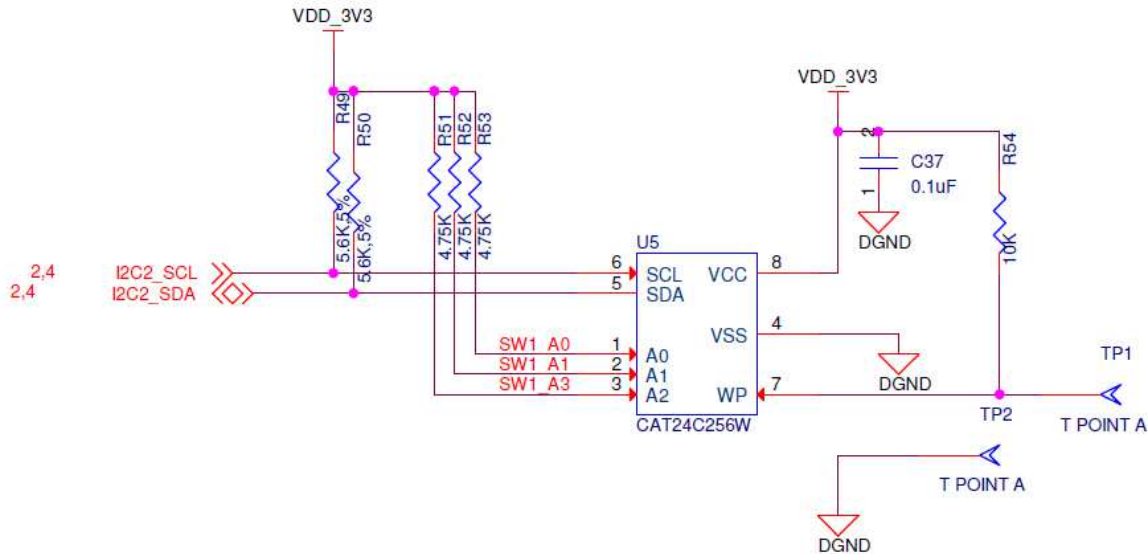 VDD_3V3
R49
R50
R51
R52
R53
5.6K,5%
5.6K,5%
4.75K
4.75K
4.75K
VDD_3V3
2
C37
0.1uF
1
DGND
R54
10K
2,4 I2C2_SCL
2,4 I2C2_SDA
U5
6 SCL VCC 8
5 SDA
VSS 4
DGND
SW1_A0 1 A0
SW1_A1 2 A1
SW1_A3 3 A2 WP 7
CAT24C256W
TP1
T POINT A
TP2
T POINT A
DGND